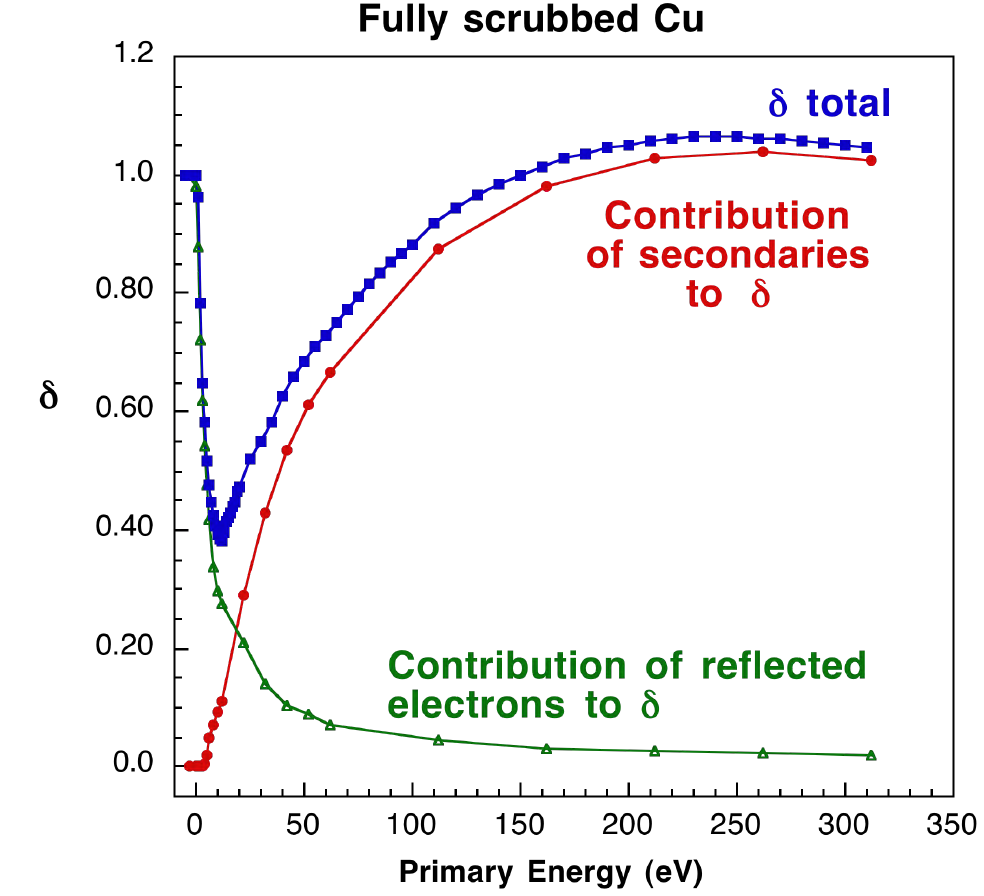 Fully scrubbed Cu
1.2
δ total
1.0
Contribution
of secondaries
to δ
0.80
δ
0.60
0.40
0.20
Contribution of reflected
electrons to δ
0.0
0 50 100 150 200 250 300 350
Primary Energy (eV)